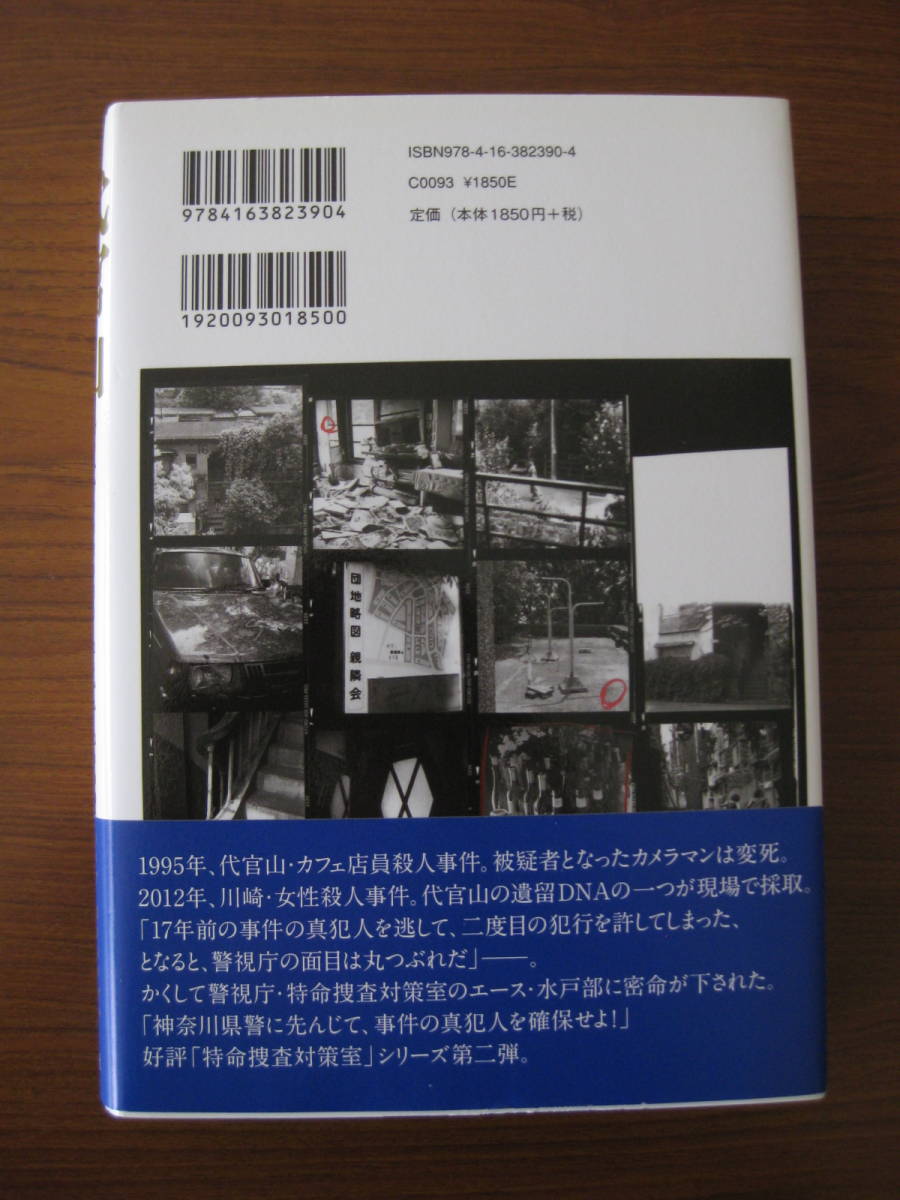 ISBN978-4-16-382390-4
C0093 ¥1850E
定価（本体1850円＋税）
9784163823904
1920093018500
団地略図 親隣会
1995年、代官山・カフェ店員殺人事件。被疑者となったカメラマンは変死。
2012年、川崎・女性殺人事件。代官山の遺留DNAの一つが現場で採取。
「17年前の事件の真犯人を逃して、二度目の犯行を許してしまった、
となると、警視庁の面目は丸つぶれだ」――。
かくして警視庁・特命捜査対策室のエース・水戸部に密命が下された。
「神奈川県警に先んじて、事件の真犯人を確保せよ!」
好評「特命捜査対策室」シリーズ第二弾。